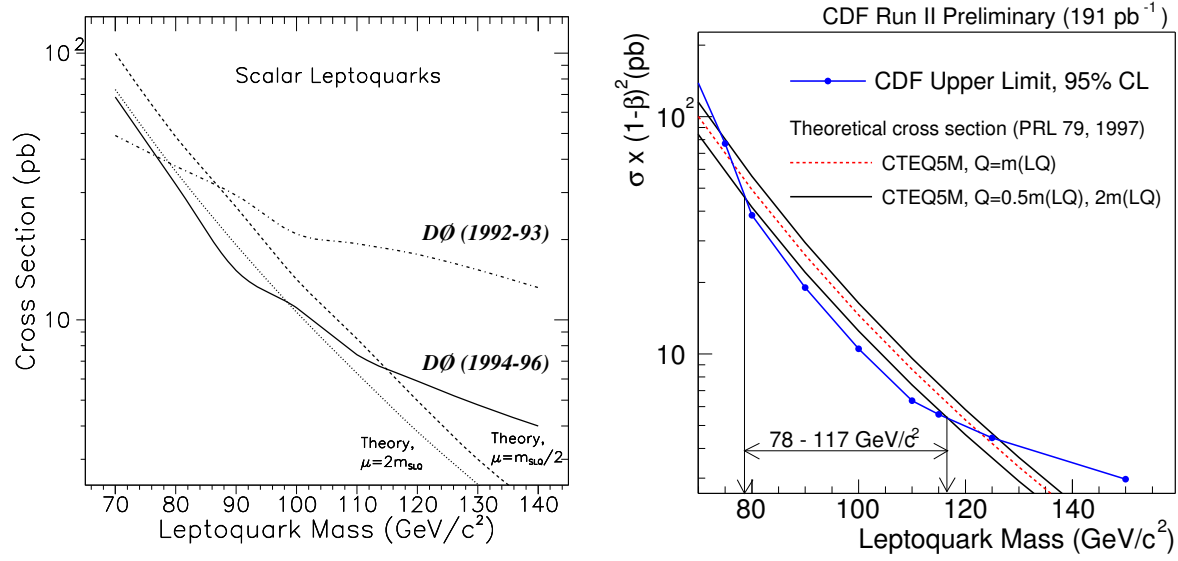 Scalar Leptoquarks
Cross Section (pb)
10²
10
DØ (1992-93)
DØ (1994-96)
Theory,
μ=2m_SLQ
Theory,
μ=m_SLQ/2
70 80 90 100 110 120 130 140
Leptoquark Mass (GeV/c²)
CDF Run II Preliminary (191 pb⁻¹)
σ x (1-β)²(pb)
10²
10
CDF Upper Limit, 95% CL
Theoretical cross section (PRL 79, 1997)
CTEQ5M, Q=m(LQ)
CTEQ5M, Q=0.5m(LQ), 2m(LQ)
78 - 117 GeV/c²
80 100 120 140
Leptoquark Mass (GeV/c²)